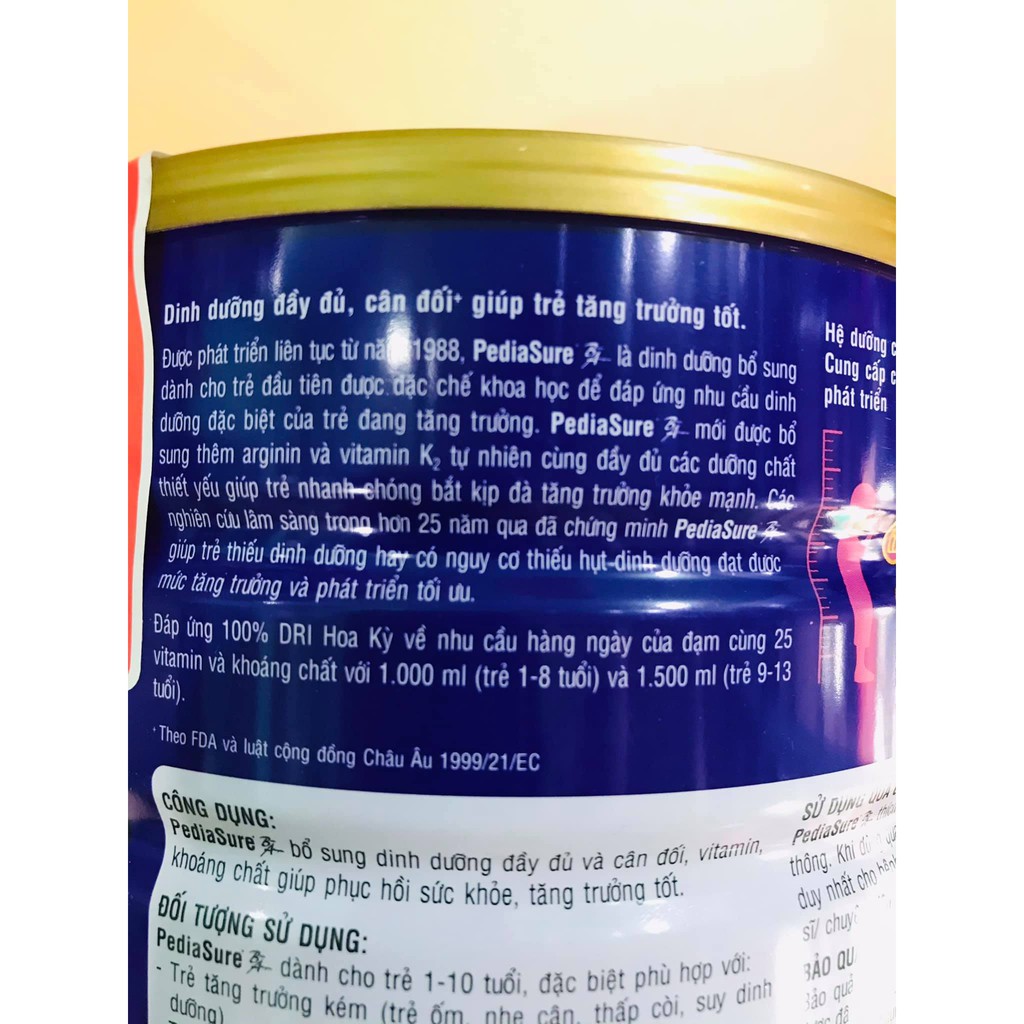 Dinh dưỡng đầy đủ, cân đối⁺ giúp trẻ tăng trưởng tốt.
Được phát triển liên tục từ 1988, PediaSure là dinh dưỡng bổ sung
dành cho trẻ đầu tiên được đặc chế khoa học để đáp ứng nhu cầu dinh
dưỡng đặc biệt của trẻ đang tăng trưởng. PediaSure mới được bổ
sung thêm arginin và vitamin K₂ tự nhiên cùng đầy đủ các dưỡng chất
thiết yếu giúp trẻ nhanh chóng bắt kịp đà tăng trưởng khỏe mạnh. Các
nghiên cứu lâm sàng trong hơn 25 năm qua đã chứng minh PediaSure
giúp trẻ thiếu dinh dưỡng hay có nguy cơ thiếu hụt dinh dưỡng đạt được
mức tăng trưởng và phát triển tối ưu.
Đáp ứng 100% DRI Hoa Kỳ về nhu cầu hàng ngày của đạm cùng 25
vitamin và khoáng chất với 1.000 ml (trẻ 1-8 tuổi) và 1.500 ml (trẻ 9-13
tuổi).
⁺Theo FDA và luật cộng đồng Châu Âu 1999/21/EC
CÔNG DỤNG:
PediaSure bổ sung dinh dưỡng đầy đủ và cân đối, vitamin,
khoáng chất giúp phục hồi sức khỏe, tăng trưởng tốt.
ĐỐI TƯỢNG SỬ DỤNG:
PediaSure dành cho trẻ 1-10 tuổi, đặc biệt phù hợp với:
- Trẻ tăng trưởng kém (trẻ ốm, nhẹ cân, thấp còi, suy dinh
dưỡng)
Hệ dưỡng
Cung cấp
phát triển
SỬ DỤNG QUA
PediaSure
thông. Khi
duy nhất cho
sĩ/
BẢO